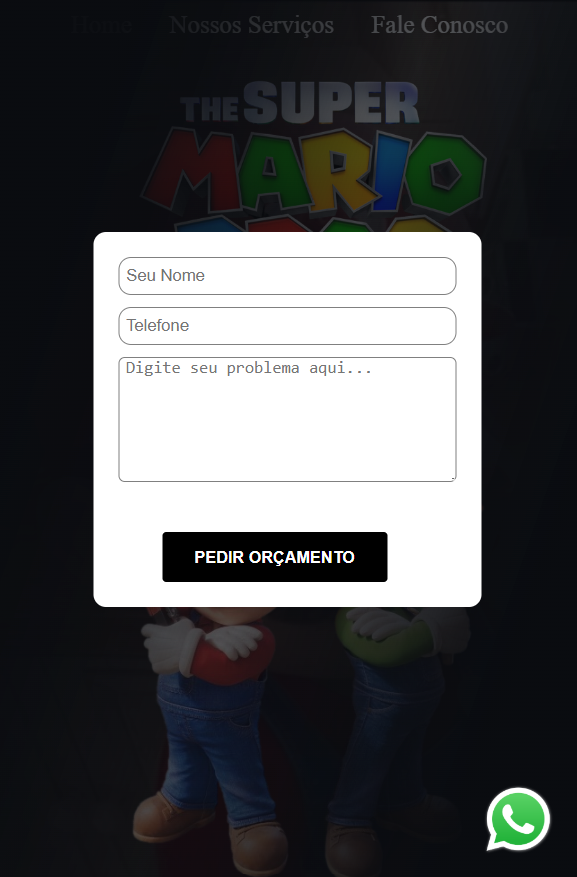 Home
Nossos Serviços
Fale Conosco
THE SUPER
MARIO
Seu Nome
Telefone
Digite seu problema aqui...
PEDIR ORÇAMENTO